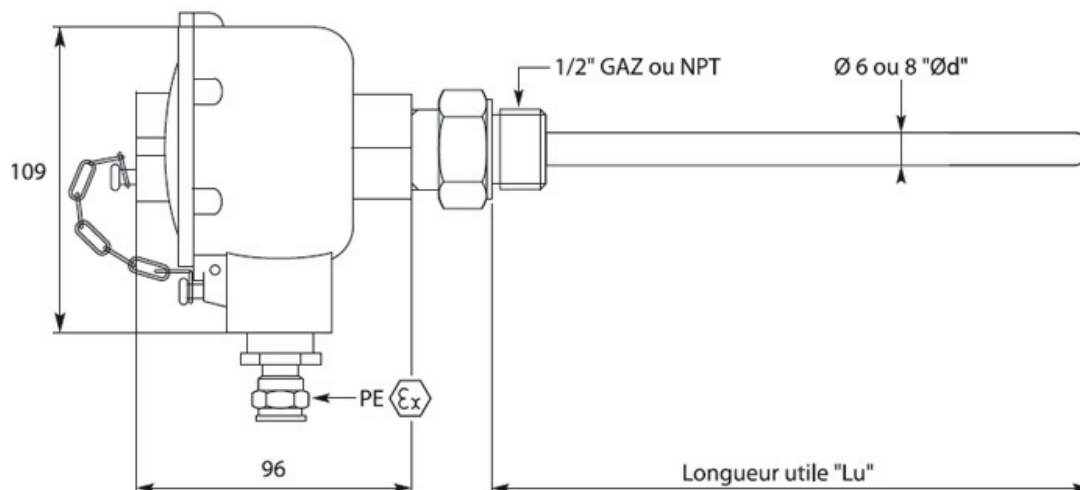 1/2" GAZ ou NPT
Ø 6 ou 8 "Ød"
109
PE Ex
96
Longueur utile "Lu"